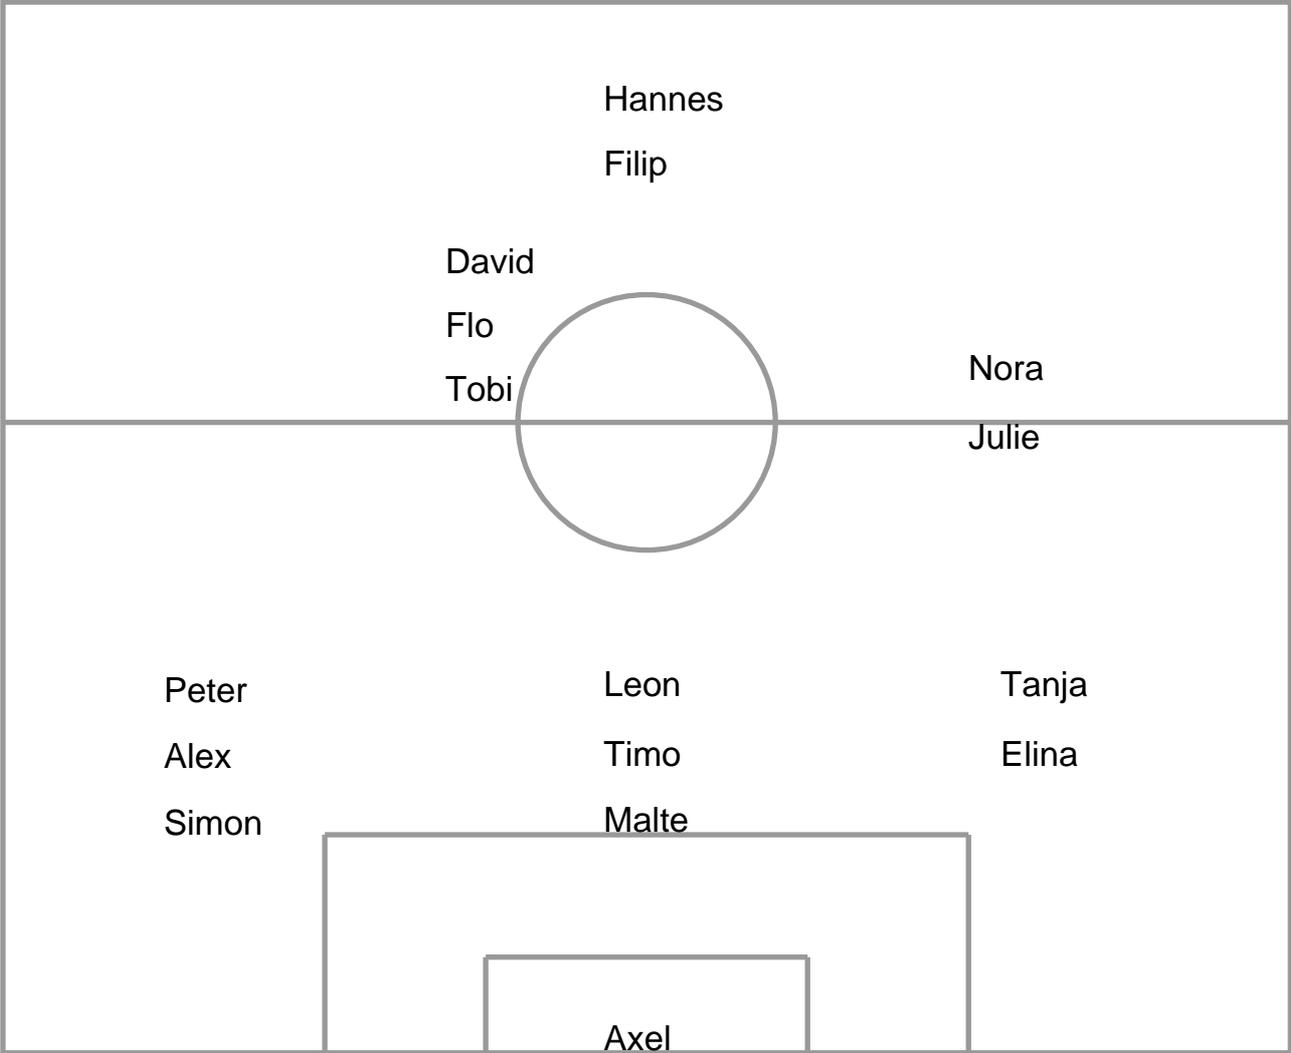 Hannes
Filip
David
Flo
Tobi
Nora
Julie
Peter
Alex
Simon
Leon
Timo
Malte
Tanja
Elina
Axel